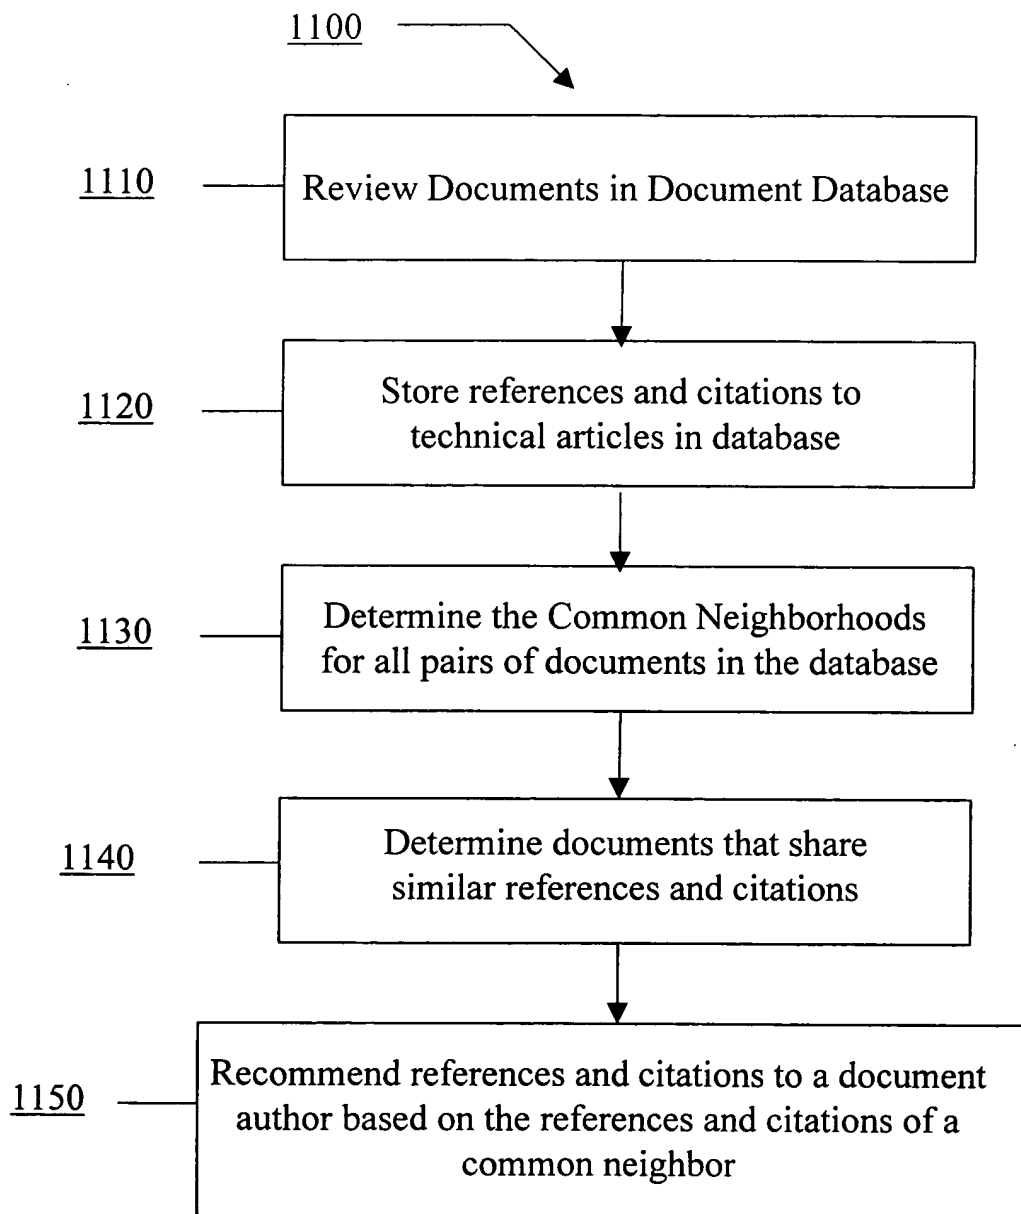 1100
1110
Review Documents in Document Database
1120
Store references and citations to
technical articles in database
1130
Determine the Common Neighborhoods
for all pairs of documents in the database
1140
Determine documents that share
similar references and citations
1150
Recommend references and citations to a document
author based on the references and citations of a
common neighbor